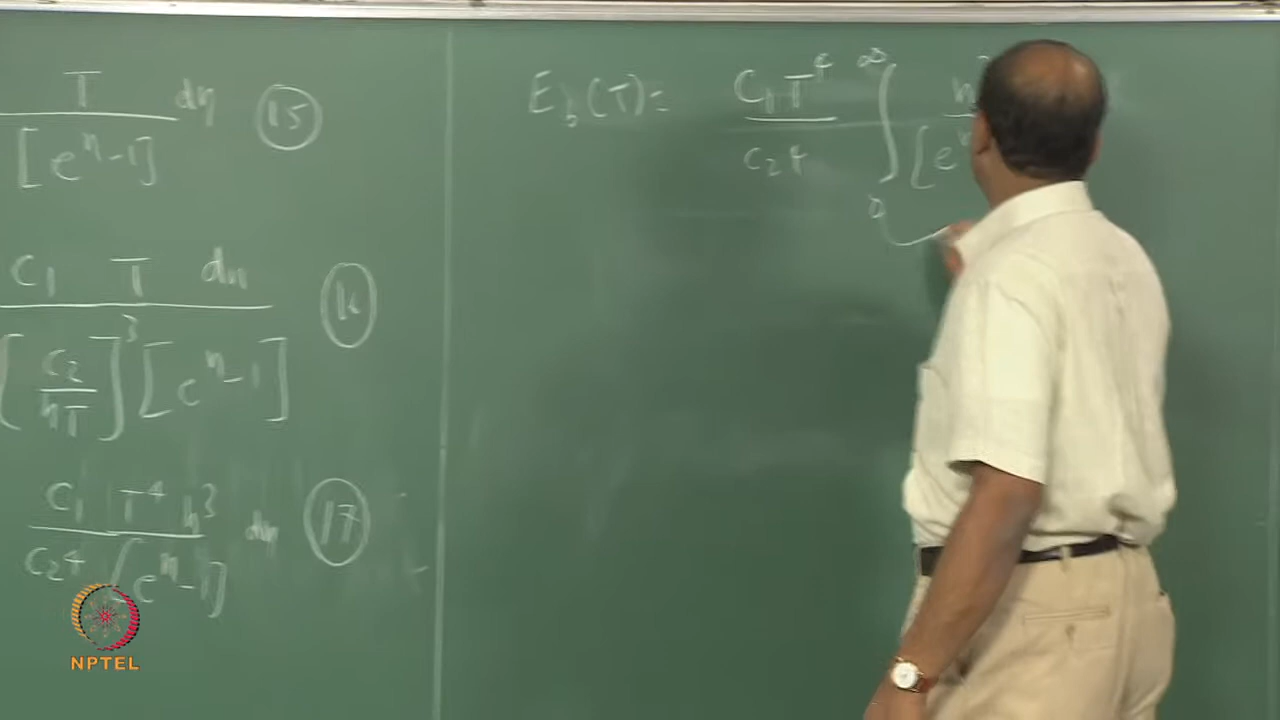 T dη (15)
[e^η-1]
C₁ T dη (16)
[C₂/ηT]³ [e^η-1]
C₁ T⁴ η³ dη (17)
C₂⁴ [e^η-1]
E_b(T) = C₁T⁴ ∫ ∞
C₂⁴ [e
0
NPTEL